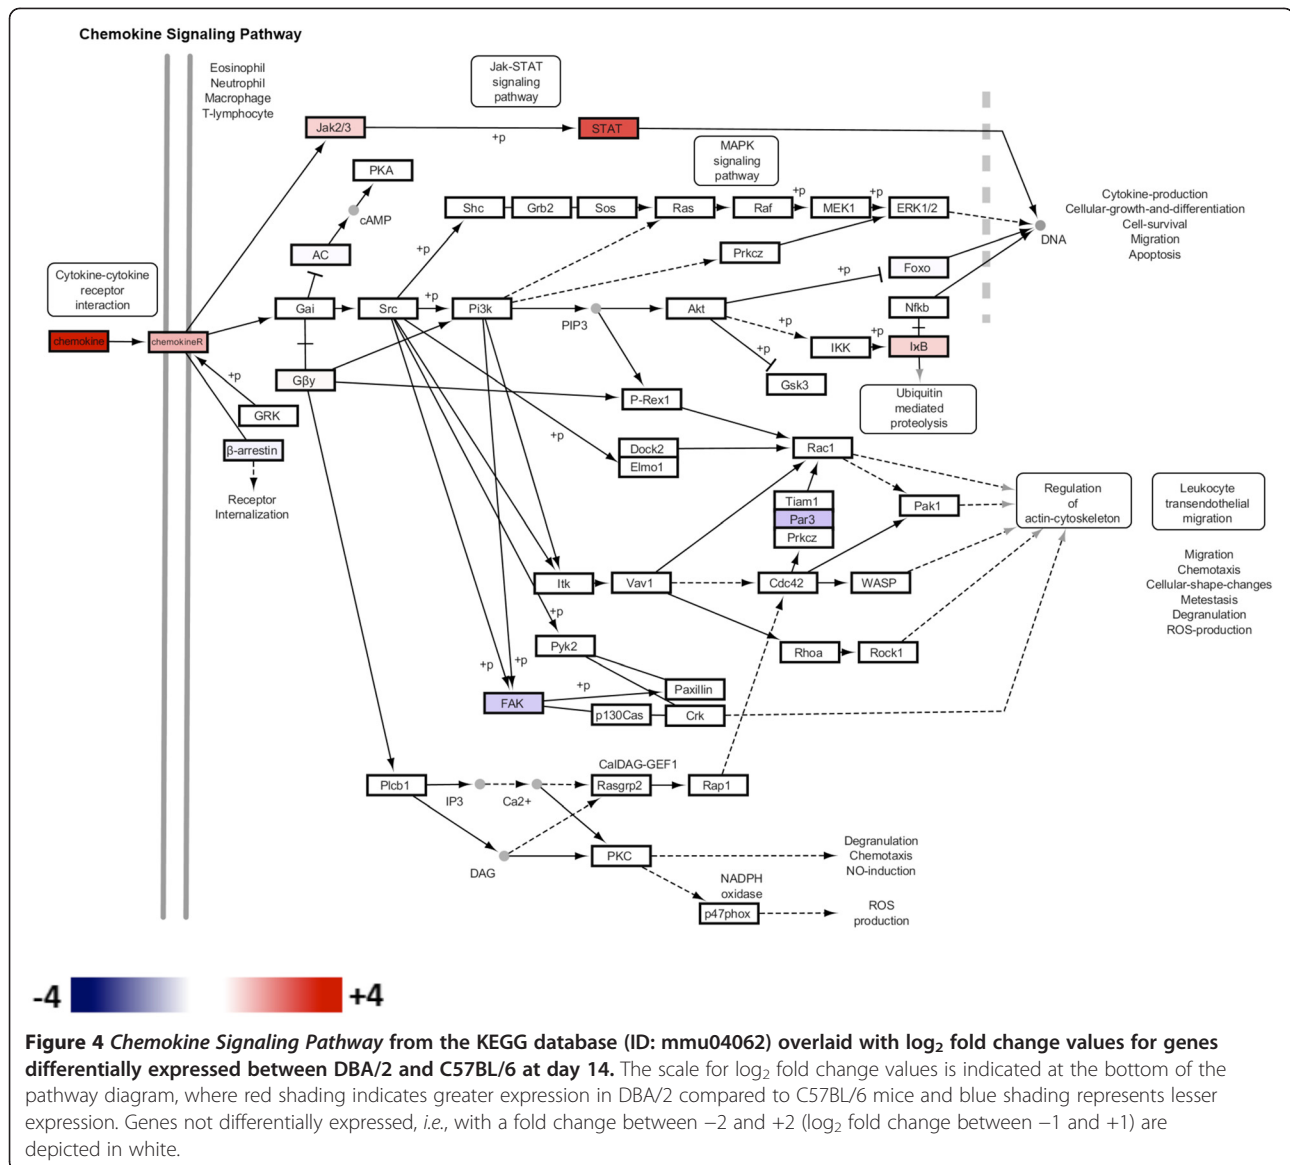 Chemokine Signaling Pathway
Eosinophil
Neutrophil
Macrophage
T-lymphocyte
Jak-STAT
signaling
pathway
Jak2/3
+p
STAT
MAPK
signaling
pathway
PKA
cAMP
AC
Shc
Grb2
Sos
Ras
Raf
+p
MEK1
+p
ERK1/2
Cytokine-production
Cellular-growth-and-differentiation
Cell-survival
Migration
Apoptosis
DNA
+p
Prkcz
+p
Foxo
Cytokine-cytokine
receptor
interaction
Gai
Src
+p
Pi3k
PIP3
Akt
Nfkb
+p
+p
chemokine
chemokineR
IKK
IxB
+p
Gsk3
Gβγ
+p
GRK
P-Rex1
Ubiquitin
mediated
proteolysis
β-arrestin
+p
Dock2
Elmo1
Rac1
Receptor
Internalization
Tiam1
Par3
Prkcz
Pak1
Regulation
of
actin-cytoskeleton
Leukocyte
transendothelial
migration
Itk
Vav1
Cdc42
WASP
Migration
Chemotaxis
Cellular-shape-changes
Metastasis
Degranulation
ROS-production
+p
Pyk2
Rhoa
Rock1
+p
+p
+p
Paxillin
FAK
p130Cas
Crk
CalDAG-GEF1
Plcb1
IP3
Ca2+
Rasgrp2
Rap1
DAG
PKC
Degranulation
Chemotaxis
NO-induction
NADPH
oxidase
p47phox
ROS
production
-4
+4
Figure 4 Chemokine Signaling Pathway from the KEGG database (ID: mmu04062) overlaid with log2 fold change values for genes
differentially expressed between DBA/2 and C57BL/6 at day 14. The scale for log2 fold change values is indicated at the bottom of the
pathway diagram, where red shading indicates greater expression in DBA/2 compared to C57BL/6 mice and blue shading represents lesser
expression. Genes not differentially expressed, i.e., with a fold change between −2 and +2 (log2 fold change between −1 and +1) are
depicted in white.